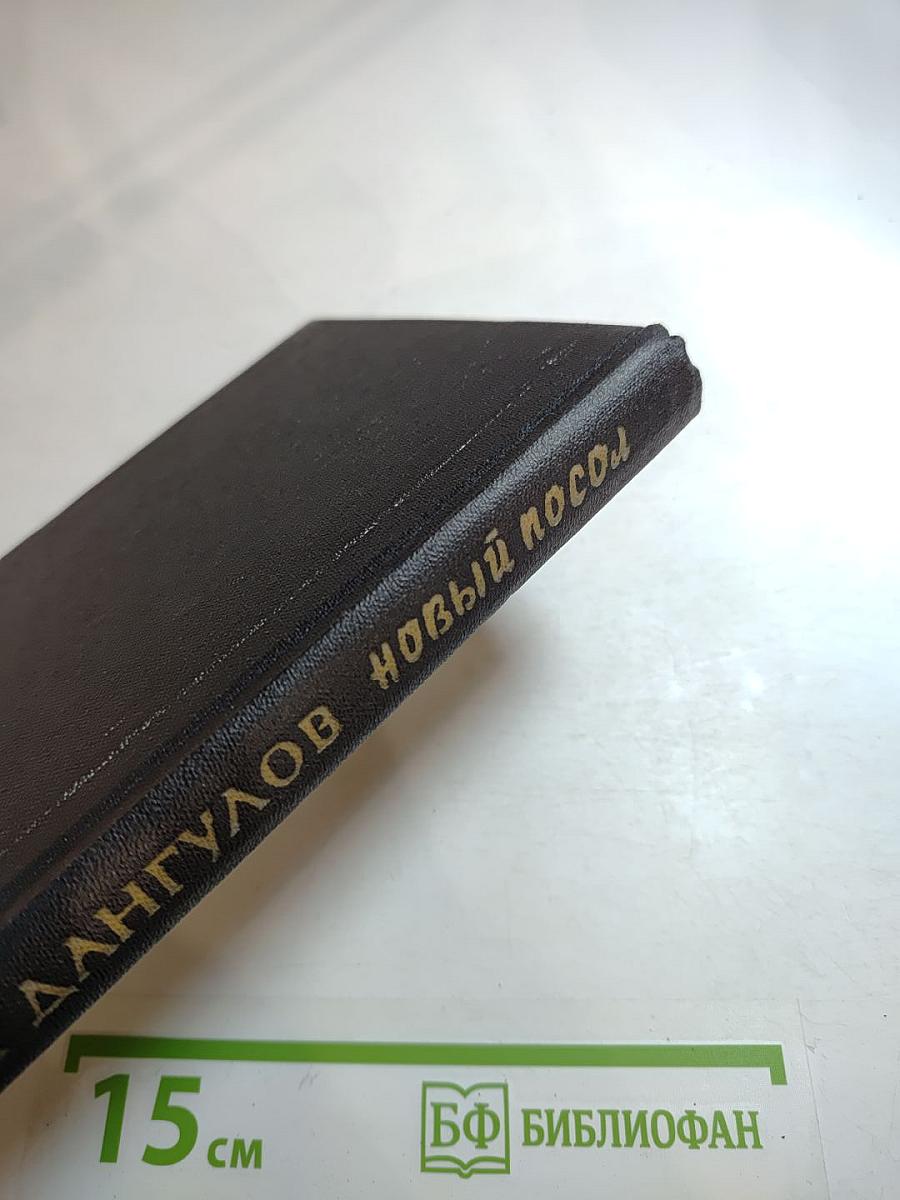 ДАНГУЛОВ НОВЫЙ ПОСОЛ
15 см
БФ БИБЛИОФАН